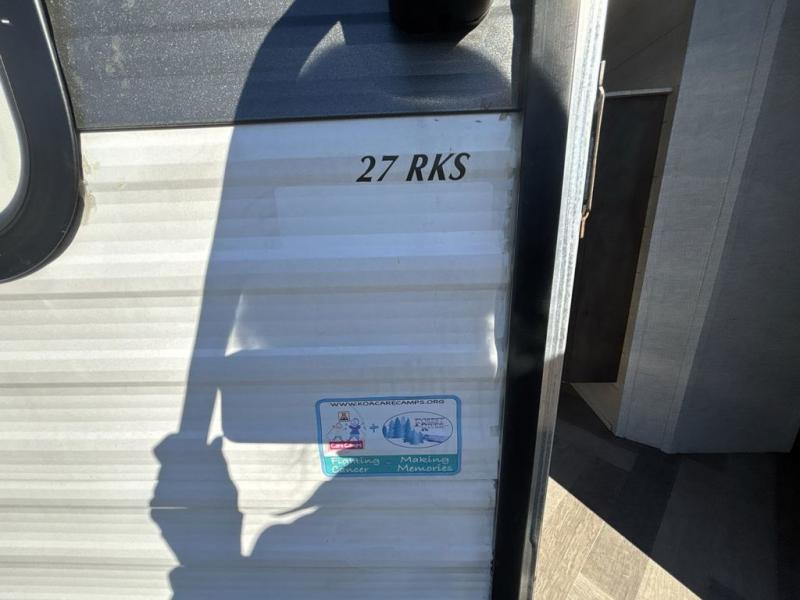 27 RKS
WWW.KOACARECAMPS.ORG
+
Fighting - Making
Cancer Memories